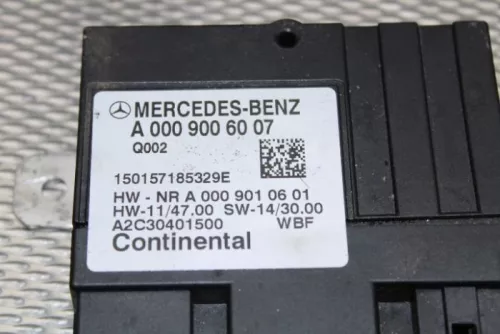 MERCEDES-BENZ
A 000 900 60 07
Q002
150157185329E
HW - NR A 000 901 06 01
HW-11/47.00 SW-14/30.00
A2C30401500 WBF
Continental